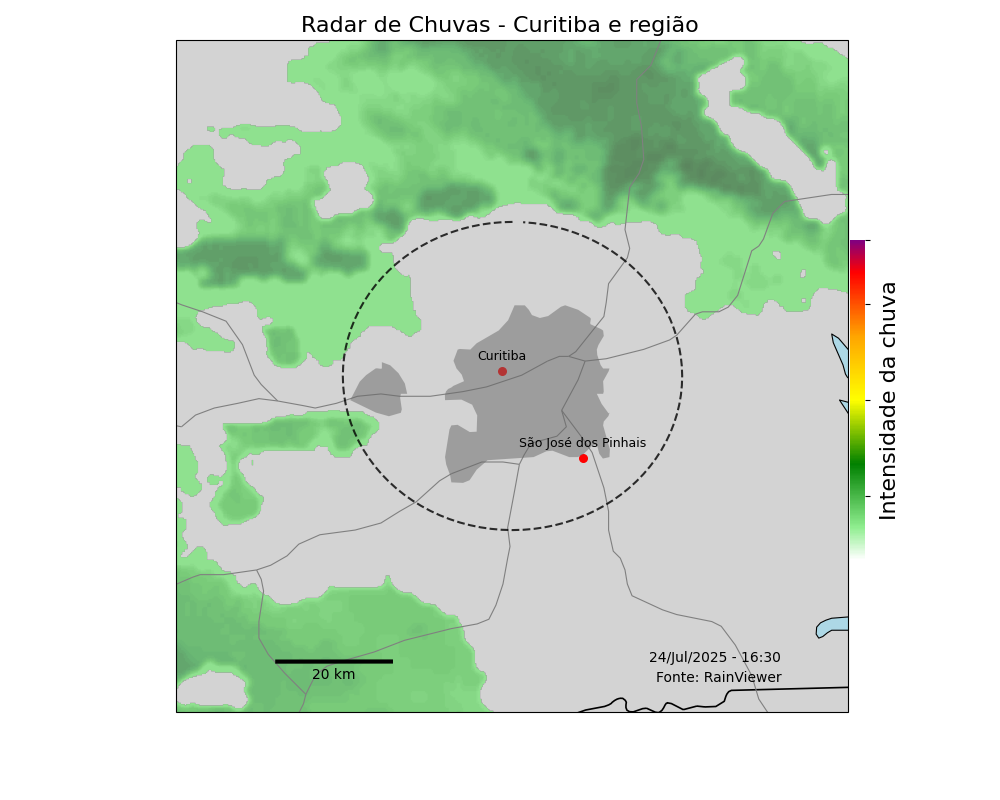 Radar de Chuvas - Curitiba e região
Curitiba
São José dos Pinhais
Intensidade da chuva
24/Jul/2025 - 16:30
Fonte: RainViewer
20 km